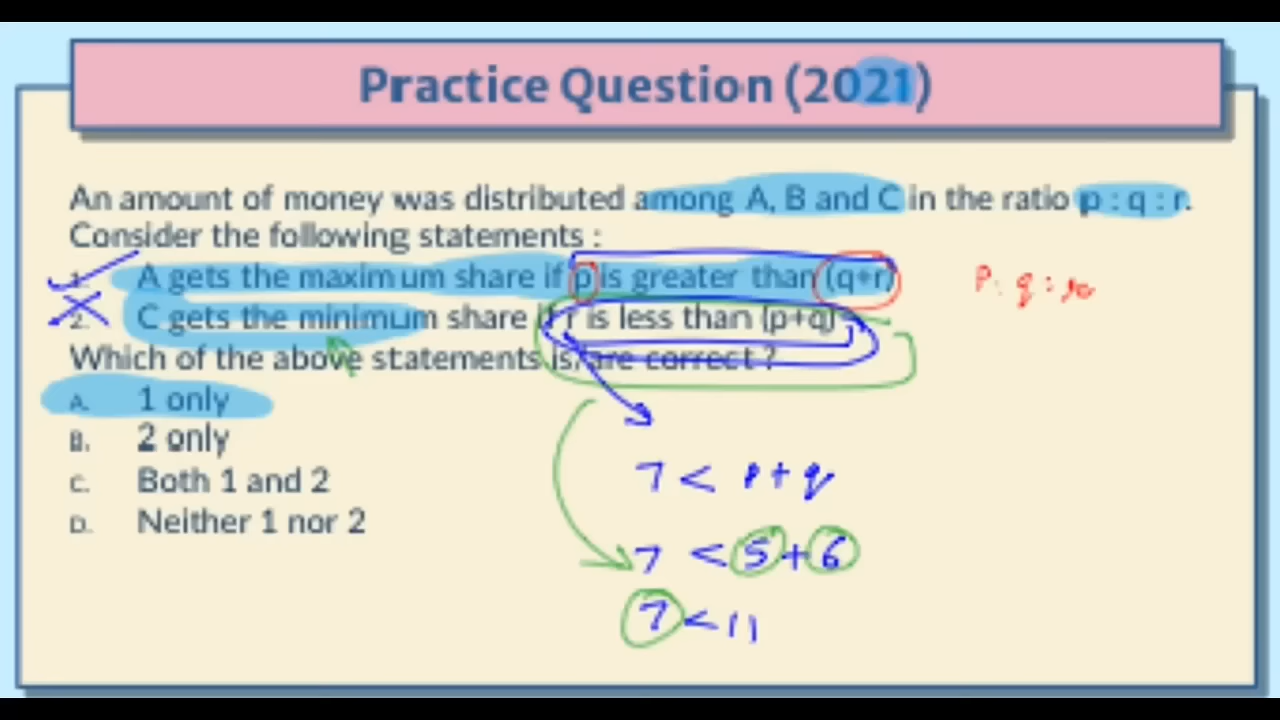 Practice Question (2021)
An amount of money was distributed among A, B and C in the ratio p : q : r.
Consider the following statements :
1. A gets the maximum share if p is greater than (q+r)
2. C gets the minimum share if r is less than (p+q)
Which of the above statements is/are correct ?
A. 1 only
B. 2 only
C. Both 1 and 2
D. Neither 1 nor 2
P : q : r
7 < p + q
7 < 5 + 6
7 < 11